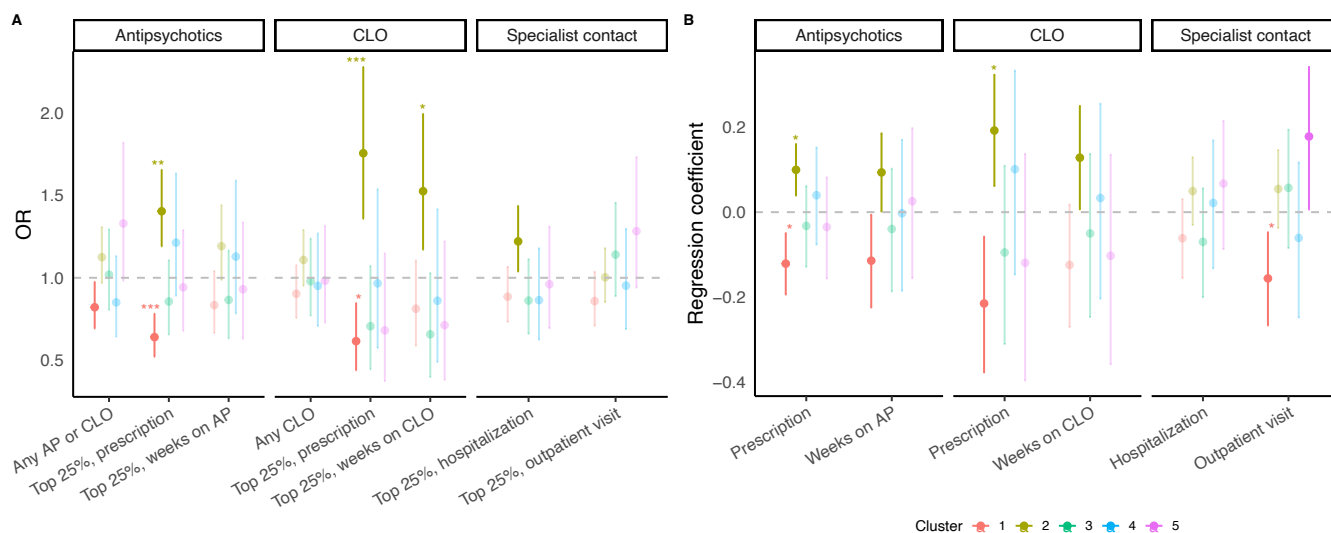 A
B
Antipsychotics
CLO
Specialist contact
Antipsychotics
CLO
Specialist contact
OR
2.0
1.5
1.0
0.5
***
**
***
*
*
*
Regression coefficient
0.2
0.0
−0.2
−0.4
*
*
*
*
Any AP or CLO
Top 25%, prescription
Top 25%, weeks on AP
Any CLO
Top 25%, prescription
Top 25%, weeks on CLO
Top 25%, hospitalization
Top 25%, outpatient visit
Prescription
Weeks on AP
Prescription
Weeks on CLO
Hospitalization
Outpatient visit
Cluster 1 2 3 4 5